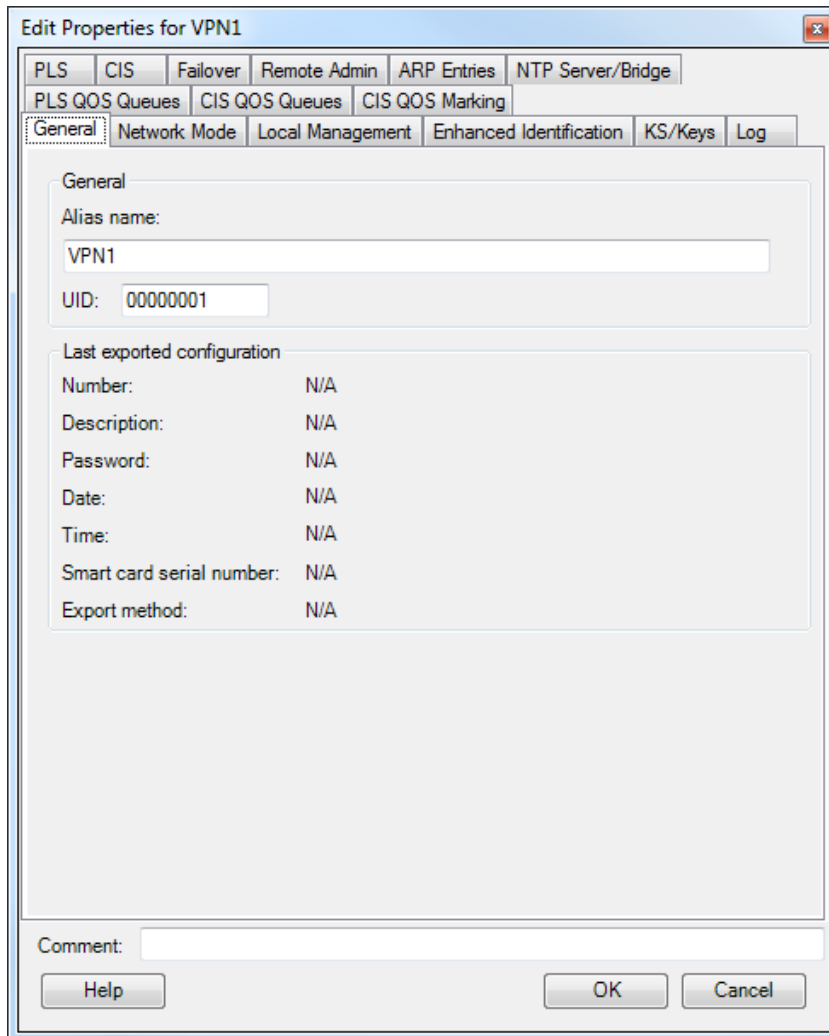 Edit Properties for VPN1
PLS CIS Failover Remote Admin ARP Entries NTP Server/Bridge
PLS QOS Queues CIS QOS Queues CIS QOS Marking
General Network Mode Local Management Enhanced Identification KS/Keys Log
General
Alias name:
VPN1
UID: 00000001
Last exported configuration
Number: N/A
Description: N/A
Password: N/A
Date: N/A
Time: N/A
Smart card serial number: N/A
Export method: N/A
Comment:
Help OK Cancel